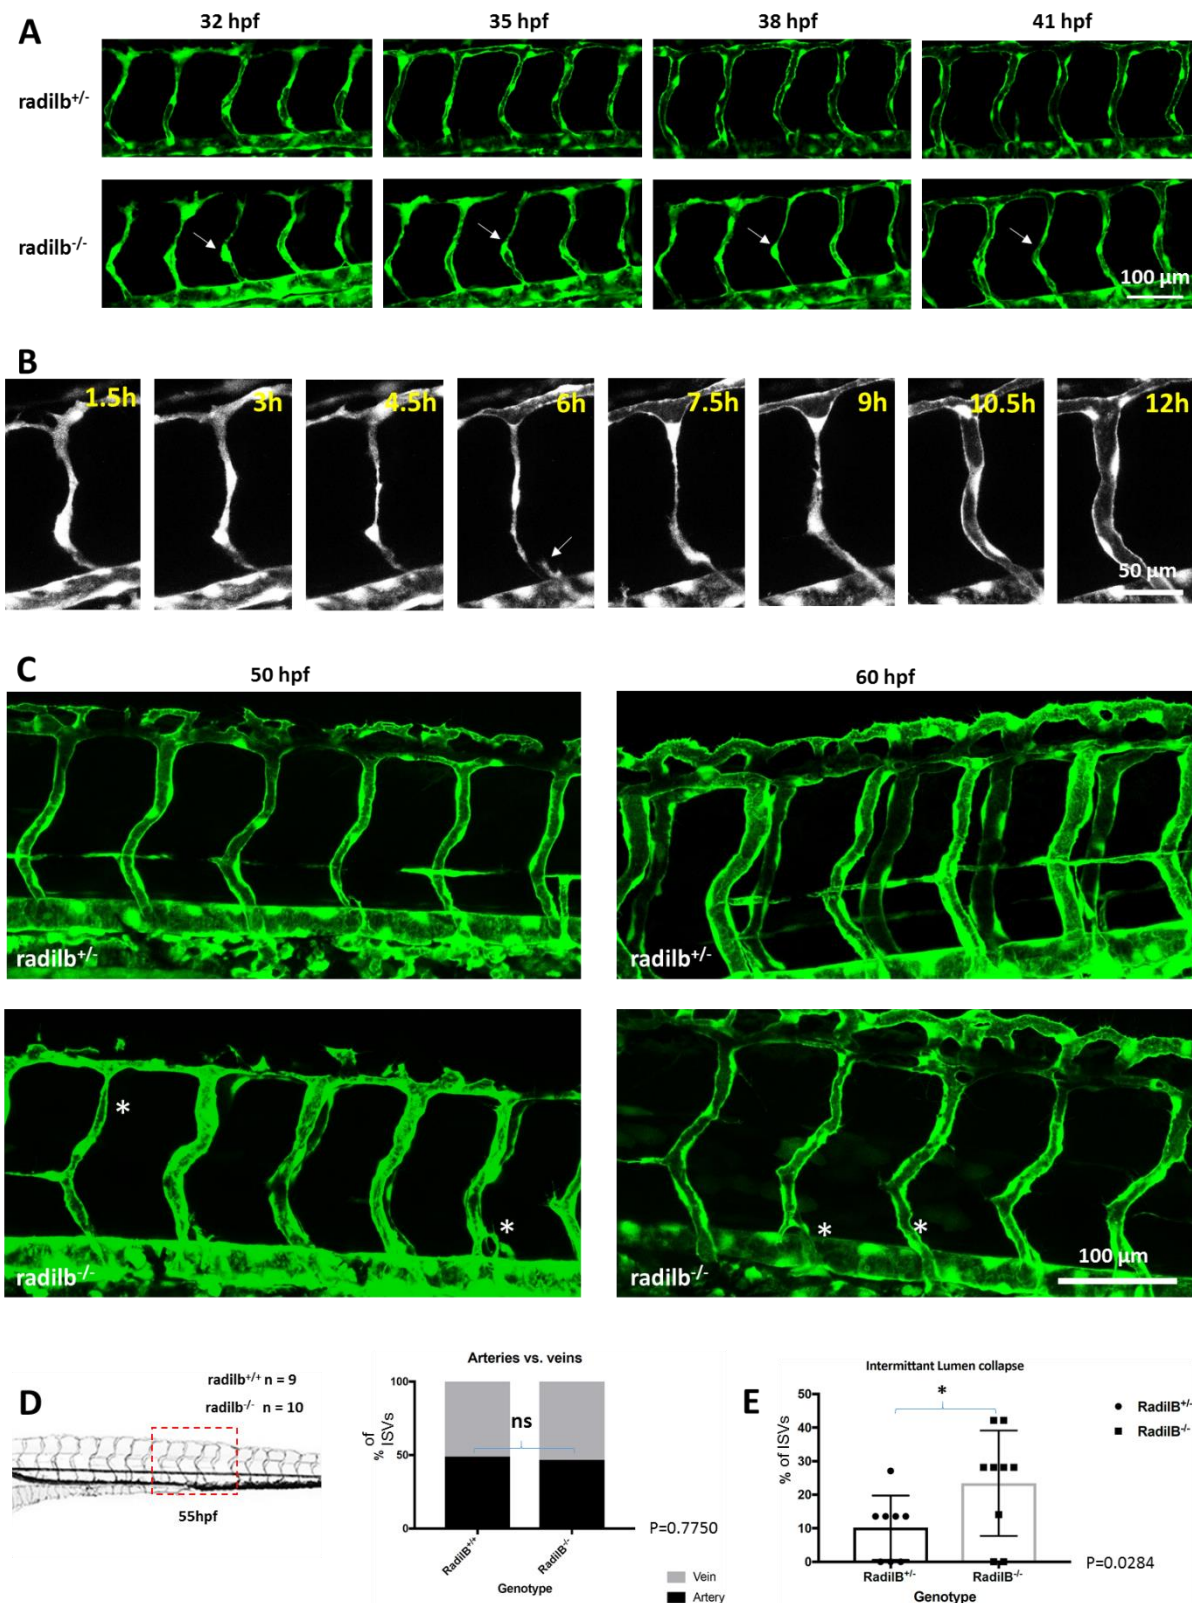 A
32 hpf
35 hpf
38 hpf
41 hpf
radilb+/-
radilb-/-
100 µm
B
1.5h
3h
4.5h
6h
7.5h
9h
10.5h
12h
50 µm
C
50 hpf
60 hpf
radilb+/-
radilb+/-
*
*
radilb-/-
*
*
100 µm
radilb-/-
D
radilb+/+ n = 9
radilb-/- n = 10
55hpf
Arteries vs. veins
% of ISVs
100
50
0
ns
RadilB+/+
RadilB-/-
Genotype
P=0.7750
Vein
Artery
E
Intermittant Lumen collapse
% of ISVs
50
40
30
20
10
0
*
RadilB+/-
RadilB-/-
RadilB+/-
RadilB-/-
Genotype
P=0.0284